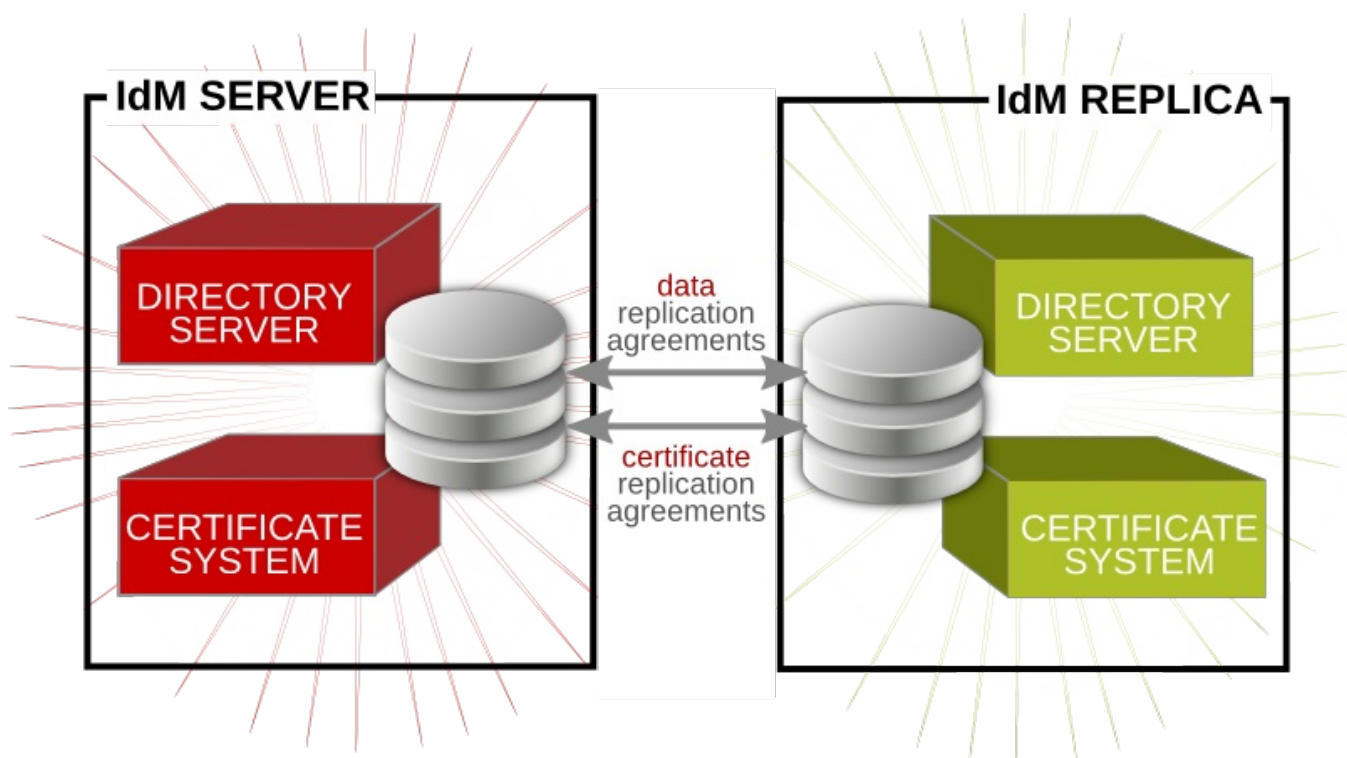 IdM SERVER
DIRECTORY
SERVER
CERTIFICATE
SYSTEM
data
replication
agreements
certificate
replication
agreements
IdM REPLICA
DIRECTORY
SERVER
CERTIFICATE
SYSTEM